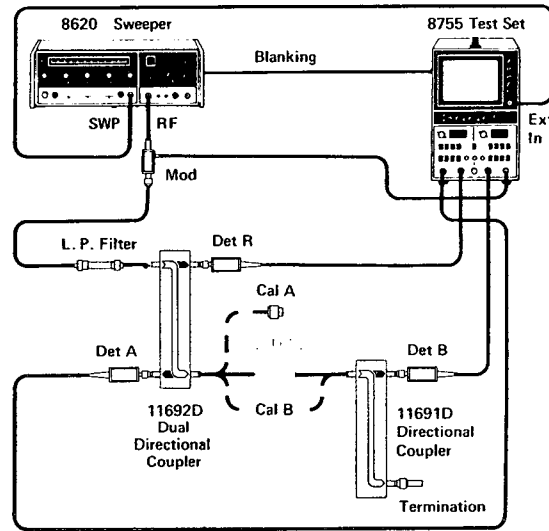 8620 Sweeper
8755 Test Set
Blanking
SWP
RF
Ext
In
Mod
L. P. Filter
Det R
Cal A
Det A
Det B
Cal B
11692D
Dual
Directional
Coupler
11691D
Directional
Coupler
Termination